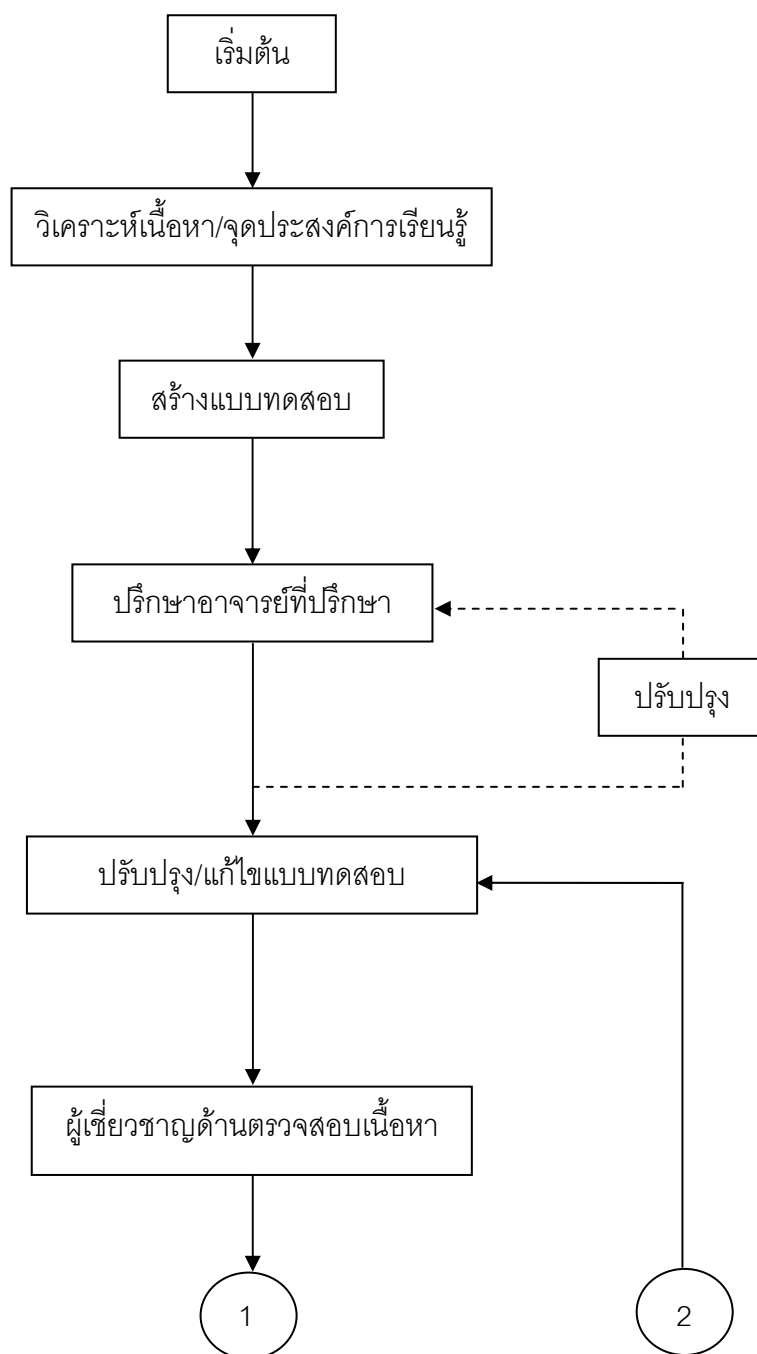 เริ่มต้น
วิเคราะห์เนื้อหา/จุดประสงค์การเรียนรู้
สร้างแบบทดสอบ
ปรึกษาอาจารย์ที่ปรึกษา
ปรับปรุง
ปรับปรุง/แก้ไขแบบทดสอบ
ผู้เชี่ยวชาญด้านตรวจสอบเนื้อหา
1
2